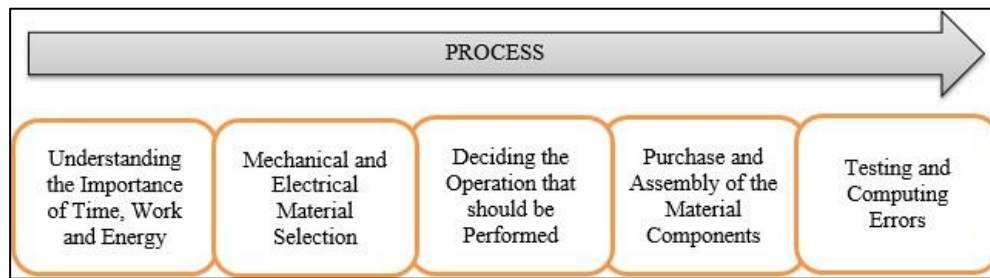 PROCESS
Understanding
the Importance
of Time, Work
and Energy
Mechanical and
Electrical
Material
Selection
Deciding the
Operation that
should be
Performed
Purchase and
Assembly of the
Material
Components
Testing and
Computing
Errors